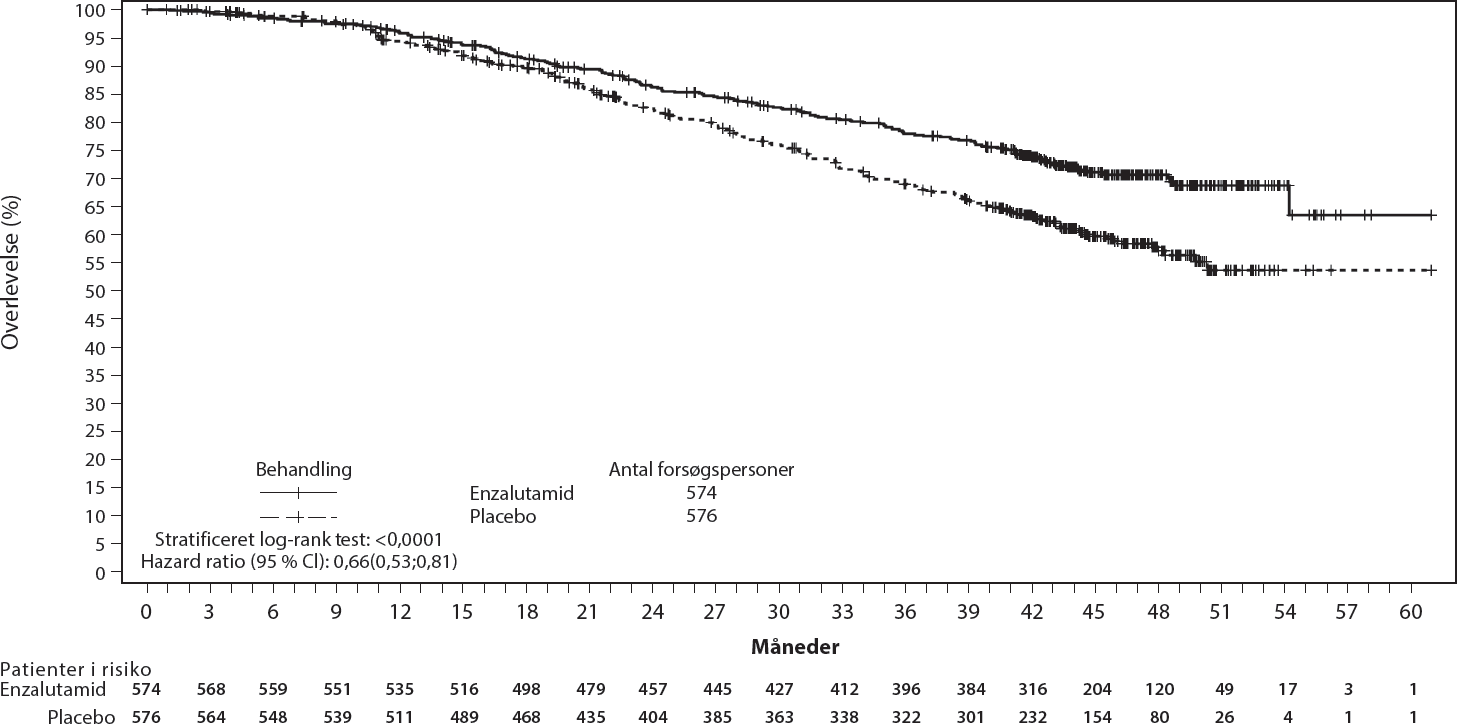 Overlevelse (%)
100
95
90
85
80
75
70
65
60
55
50
45
40
35
30
25
20
15
10
5
0
Behandling Antal forsøgspersoner
Enzalutamid 574
Placebo 576
Stratificeret log-rank test: <0,0001
Hazard ratio (95 % Cl): 0,66(0,53;0,81)
0 3 6 9 12 15 18 21 24 27 30 33 36 39 42 45 48 51 54 57 60
Måneder
Patienter i risiko
Enzalutamid 574 568 559 551 535 516 498 479 457 445 427 412 396 384 316 204 120 49 17 3 1
Placebo 576 564 548 539 511 489 468 435 404 385 363 338 322 301 232 154 80 26 4 1 1